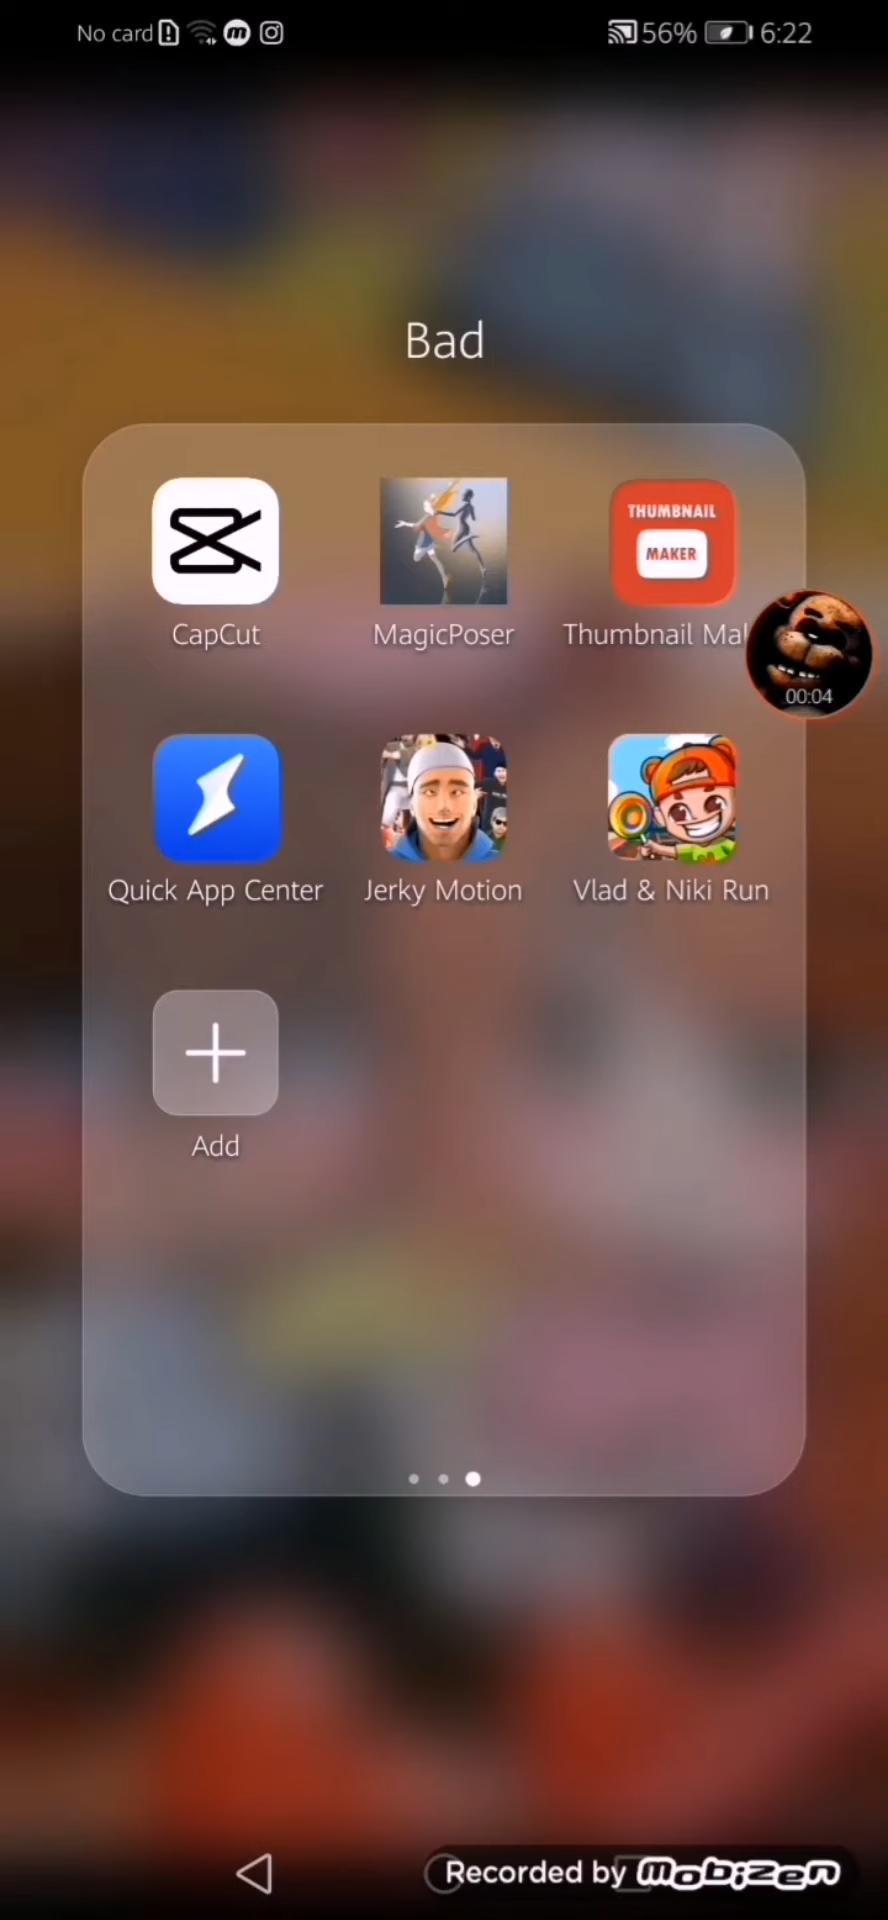 No card 56% 6:22
Bad
THUMBNAIL
MAKER
CapCut MagicPoser Thumbnail Mal
00:04
Quick App Center Jerky Motion Vlad & Niki Run
Add
Recorded by mobizen